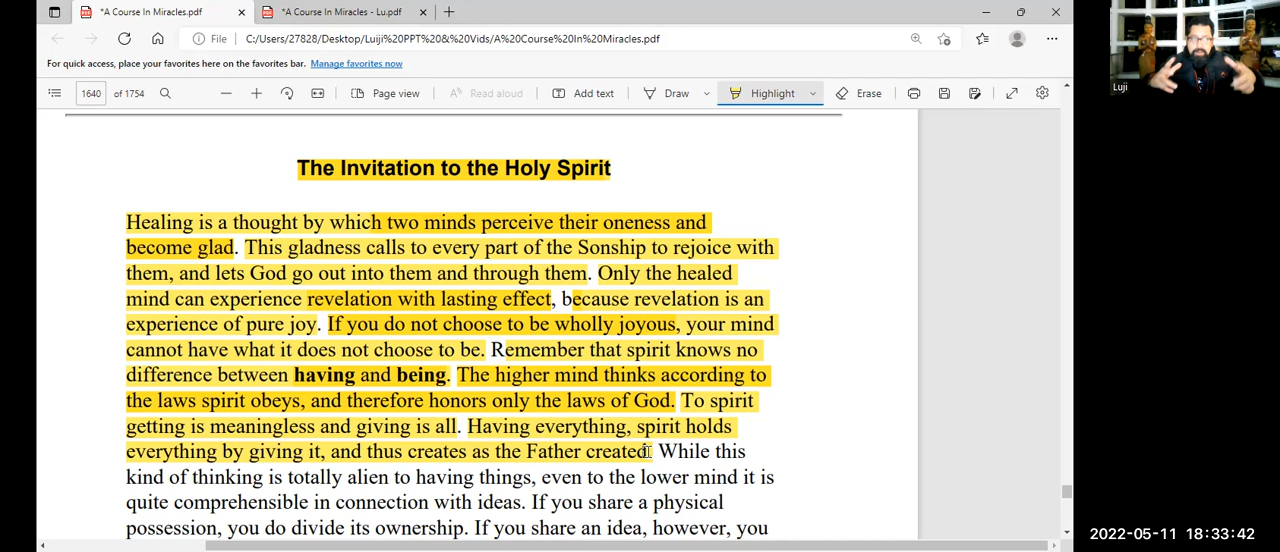 *A Course In Miracles.pdf
*A Course In Miracles - Lu.pdf
File
C:/Users/27828/Desktop/Luiji%20PPT%20&%20Vids/A%20Course%20In%20Miracles.pdf
For quick access, place your favorites here on the favorites bar. Manage favorites now
1640 of 1754
Page view
Read aloud
Add text
Draw
Highlight
Erase
Luji
The Invitation to the Holy Spirit
Healing is a thought by which two minds perceive their oneness and
become glad. This gladness calls to every part of the Sonship to rejoice with
them, and lets God go out into them and through them. Only the healed
mind can experience revelation with lasting effect, because revelation is an
experience of pure joy. If you do not choose to be wholly joyous, your mind
cannot have what it does not choose to be. Remember that spirit knows no
difference between having and being. The higher mind thinks according to
the laws spirit obeys, and therefore honors only the laws of God. To spirit
getting is meaningless and giving is all. Having everything, spirit holds
everything by giving it, and thus creates as the Father created. While this
kind of thinking is totally alien to having things, even to the lower mind it is
quite comprehensible in connection with ideas. If you share a physical
possession, you do divide its ownership. If you share an idea, however, you
2022-05-11 18:33:42